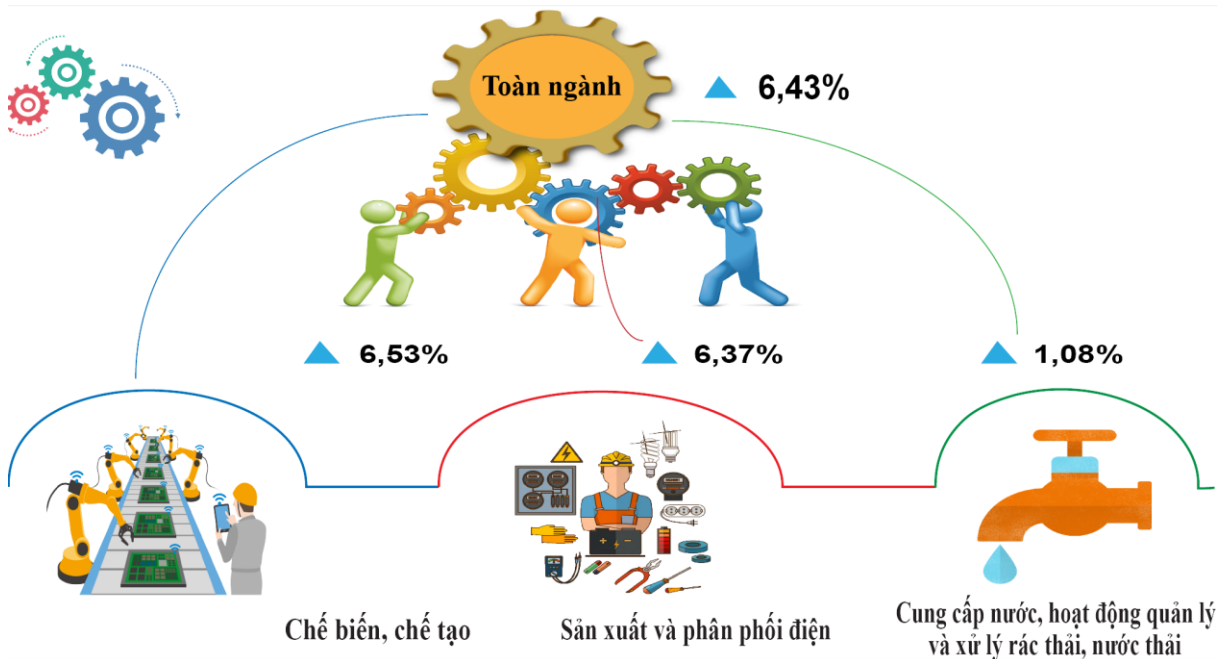 Toàn ngành
6,43%
6,53%
6,37%
1,08%
Chế biến, chế tạo
Sản xuất và phân phối điện
Cung cấp nước, hoạt động quản lý
và xử lý rác thải, nước thải